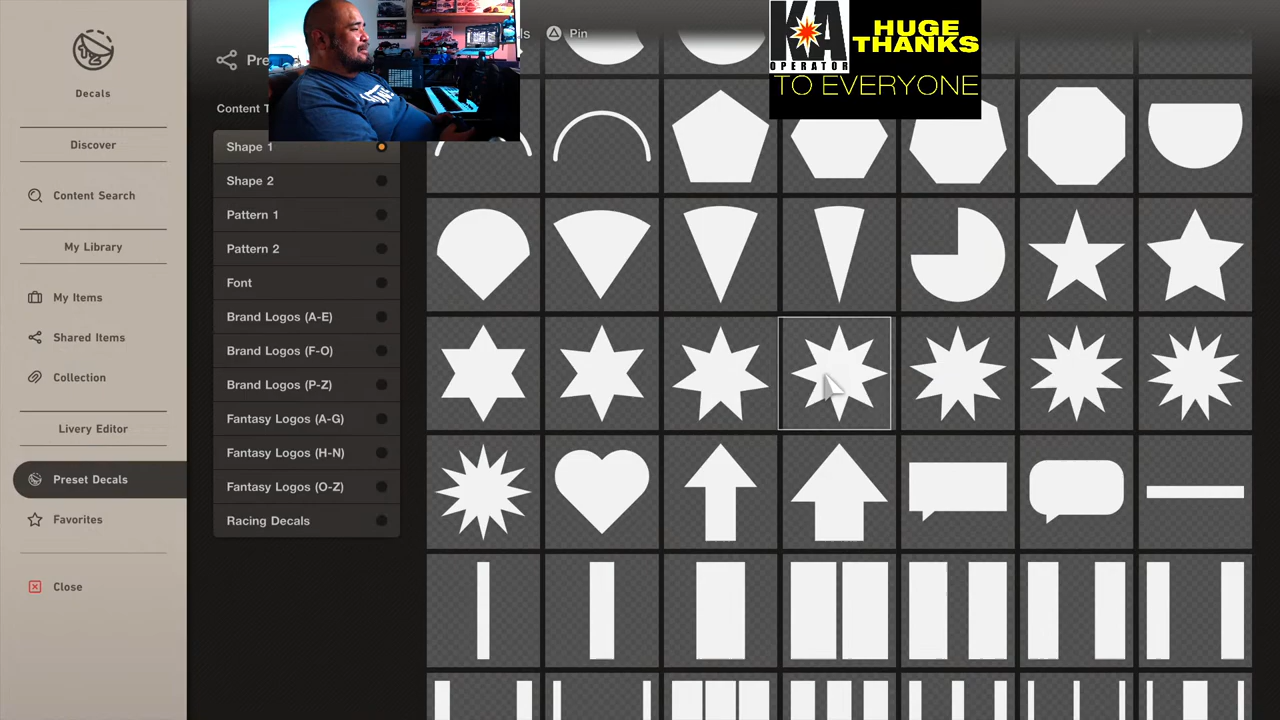 Decals
Discover
Content Search
My Library
My Items
Shared Items
Collection
Livery Editor
Preset Decals
Favorites
Close
Pin
Shape 1
Shape 2
Pattern 1
Pattern 2
Font
Brand Logos (A-E)
Brand Logos (F-O)
Brand Logos (P-Z)
Fantasy Logos (A-G)
Fantasy Logos (H-N)
Fantasy Logos (O-Z)
Racing Decals
KA
OPERATOR
HUGE
THANKS
TO EVERYONE